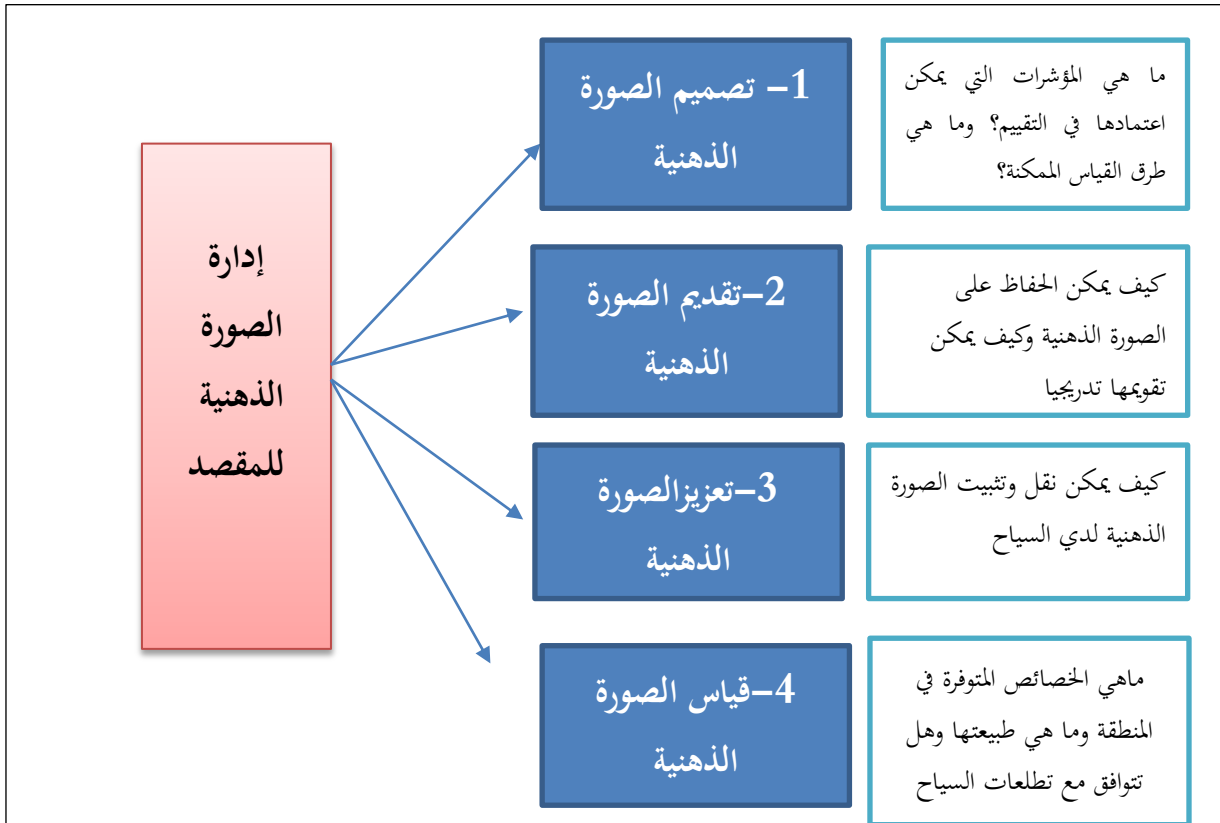 ما هي المؤشرات التي يمكن
اعتمادها في التقييم؟ وما هي
طرق القياس الممكنة؟
1- تصميم الصورة
الذهنية
كيف يمكن الحفاظ على
الصورة الذهنية وكيف يمكن
تقويمها تدريجيا
2-تقديم الصورة
الذهنية
كيف يمكن نقل وتثبيت الصورة
الذهنية لدي السياح
3-تعزيزالصورة
الذهنية
ماهي الخصائص المتوفرة في
المنطقة وما هي طبيعتها وهل
تتوافق مع تطلعات السياح
4-قياس الصورة
الذهنية
إدارة
الصورة
الذهنية
للمقصد